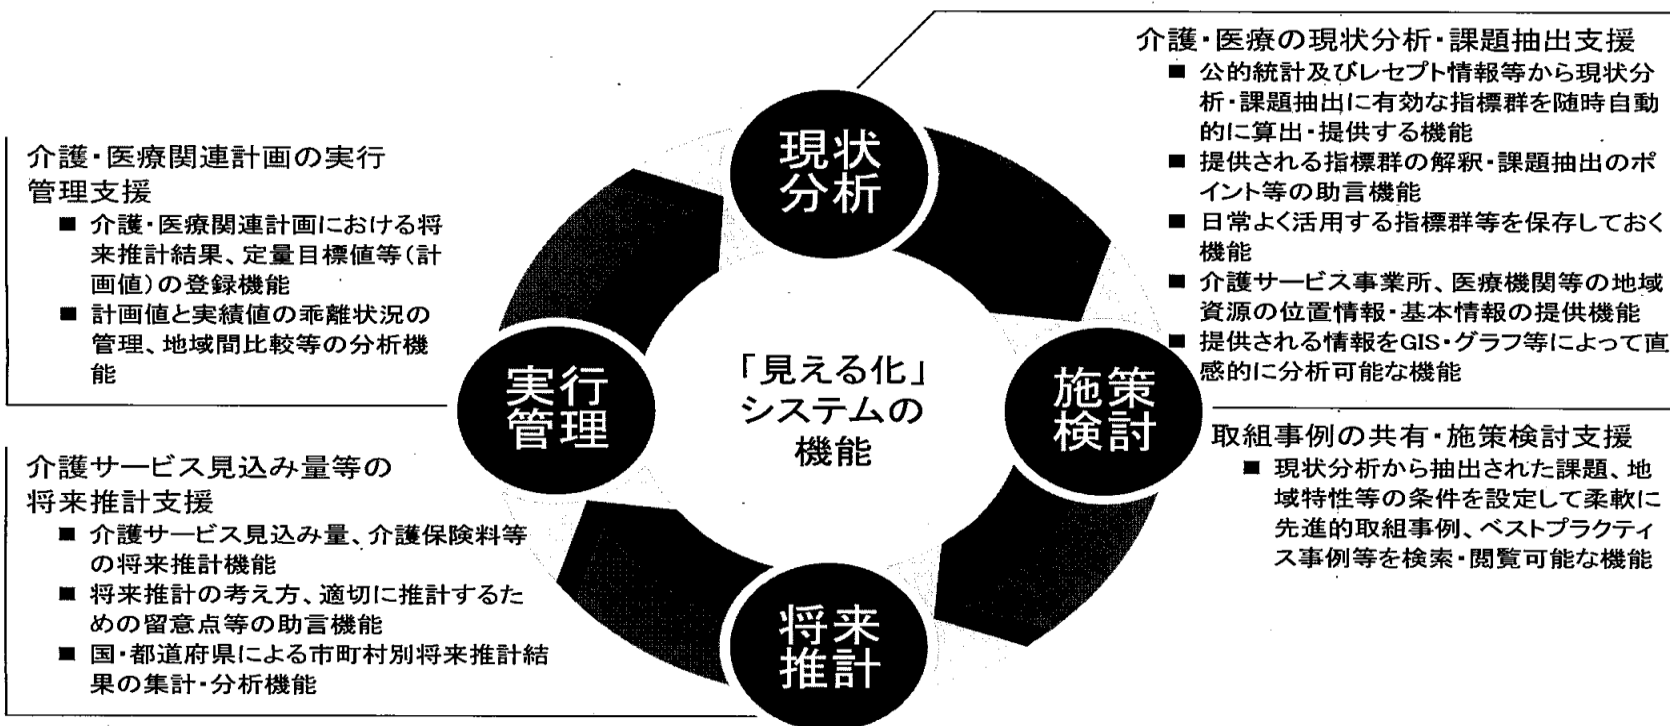 介護・医療の現状分析・課題抽出支援
■ 公的統計及びレセプト情報等から現状分
析・課題抽出に有効な指標群を随時自動
的に算出・提供する機能
■ 提供される指標群の解釈・課題抽出のポ
イント等の助言機能
■ 日常よく活用する指標群等を保存しておく
機能
■ 介護サービス事業所、医療機関等の地域
資源の位置情報・基本情報の提供機能
■ 提供される情報をGIS・グラフ等によって直
感的に分析可能な機能
現状
分析
介護・医療関連計画の実行
管理支援
■ 介護・医療関連計画における将
来推計結果、定量目標値等(計
画値)の登録機能
■ 計画値と実績値の乖離状況の
管理、地域間比較等の分析機
能
実行
管理
「見える化」
システムの
機能
施策
検討
取組事例の共有・施策検討支援
■ 現状分析から抽出された課題、地
域特性等の条件を設定して柔軟に
先進的取組事例、ベストプラクティ
ス事例等を検索・閲覧可能な機能
介護サービス見込み量等の
将来推計支援
■ 介護サービス見込み量、介護保険料等
の将来推計機能
■ 将来推計の考え方、適切に推計するた
めの留意点等の助言機能
■ 国・都道府県による市町村別将来推計結
果の集計・分析機能
将来
推計